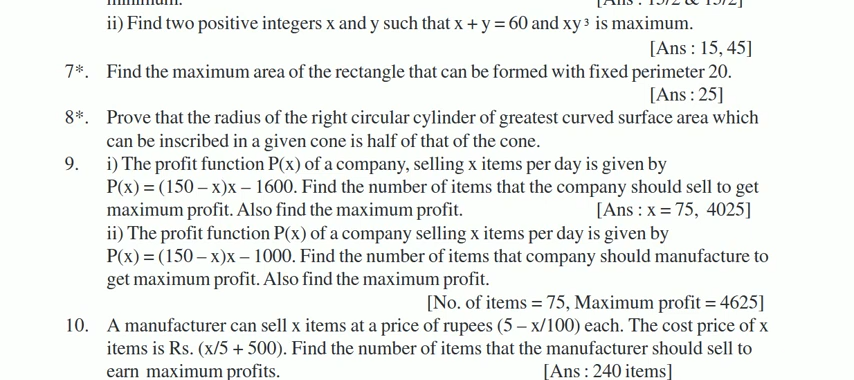 ii) Find two positive integers x and y such that x + y = 60 and xy³ is maximum.
[Ans : 15, 45]
7*. Find the maximum area of the rectangle that can be formed with fixed perimeter 20.
[Ans : 25]
8*. Prove that the radius of the right circular cylinder of greatest curved surface area which
can be inscribed in a given cone is half of that of the cone.
9. i) The profit function P(x) of a company, selling x items per day is given by
P(x) = (150 – x)x – 1600. Find the number of items that the company should sell to get
maximum profit. Also find the maximum profit. [Ans : x = 75, 4025]
ii) The profit function P(x) of a company selling x items per day is given by
P(x) = (150 – x)x – 1000. Find the number of items that company should manufacture to
get maximum profit. Also find the maximum profit.
[No. of items = 75, Maximum profit = 4625]
10. A manufacturer can sell x items at a price of rupees (5 – x/100) each. The cost price of x
items is Rs. (x/5 + 500). Find the number of items that the manufacturer should sell to
earn maximum profits. [Ans : 240 items]